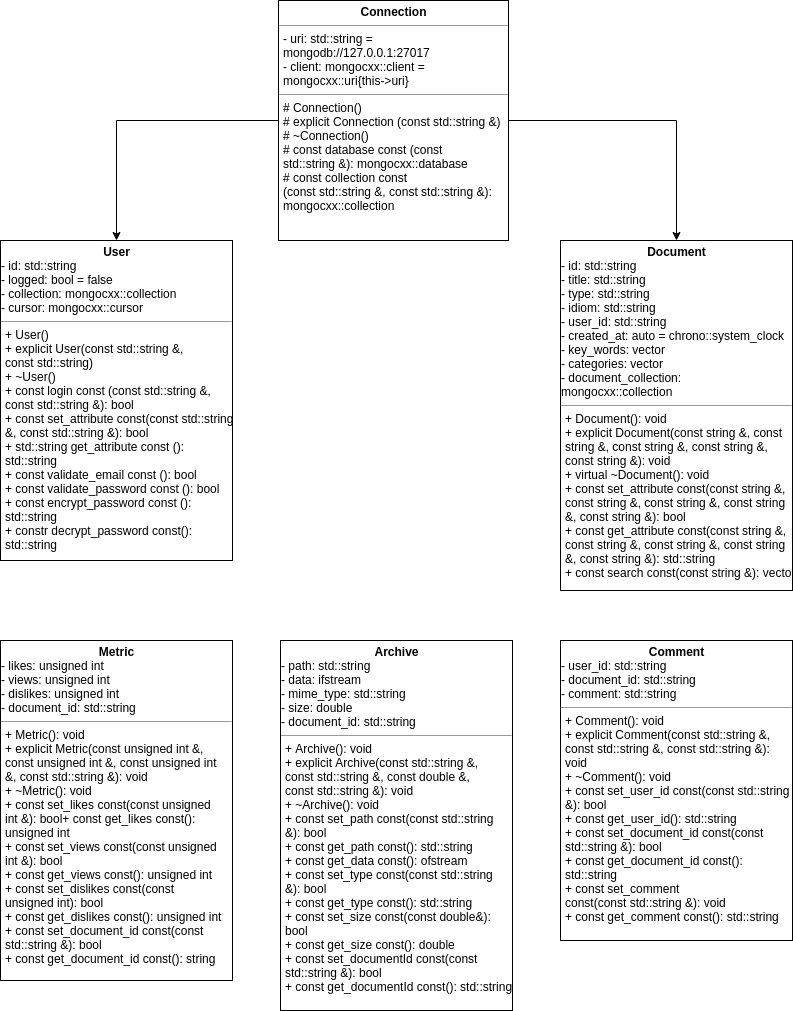 Connection
- uri: std::string =
mongodb://127.0.0.1:27017
- client: mongocxx::client =
mongocxx::uri{this->uri}
# Connection()
# explicit Connection (const std::string &)
# ~Connection()
# const database const (const
std::string &): mongocxx::database
# const collection const
(const std::string &, const std::string &):
mongocxx::collection
User
- id: std::string
- logged: bool = false
- collection: mongocxx::collection
- cursor: mongocxx::cursor
+ User()
+ explicit User(const std::string &,
const std::string)
+ ~User()
+ const login const (const std::string &,
const std::string &): bool
+ const set_attribute const(const std::string
&, const std::string &): bool
+ std::string get_attribute const ():
std::string
+ const validate_email const (): bool
+ const validate_password const (): bool
+ const encrypt_password const ():
std::string
+ constr decrypt_password const():
std::string
Document
- id: std::string
- title: std::string
- type: std::string
- idiom: std::string
- user_id: std::string
- created_at: auto = chrono::system_clock
- key_words: vector
- categories: vector
- document_collection:
mongocxx::collection
+ Document(): void
+ explicit Document(const string &, const
string &, const string &, const string &,
const string &): void
+ virtual ~Document(): void
+ const set_attribute const(const string &,
const string &, const string &, const string
&, const string &): bool
+ const get_attribute const(const string &,
const string &, const string &, const string
&, const string &): std::string
+ const search const(const string &): vecto
Metric
- likes: unsigned int
- views: unsigned int
- dislikes: unsigned int
- document_id: std::string
+ Metric(): void
+ explicit Metric(const unsigned int &,
const unsigned int &, const unsigned int
&, const std::string &): void
+ ~Metric(): void
+ const set_likes const(const unsigned
int &): bool+ const get_likes const():
unsigned int
+ const set_views const(const unsigned
int &): bool
+ const get_views const(): unsigned int
+ const set_dislikes const(const
unsigned int): bool
+ const get_dislikes const(): unsigned int
+ const set_document_id const(const
std::string &): bool
+ const get_document_id const(): string
Archive
- path: std::string
- data: ifstream
- mime_type: std::string
- size: double
- document_id: std::string
+ Archive(): void
+ explicit Archive(const std::string &,
const std::string &, const double &,
const std::string &): void
+ ~Archive(): void
+ const set_path const(const std::string
&): bool
+ const get_path const(): std::string
+ const get_data const(): ofstream
+ const set_type const(const std::string
&): bool
+ const get_type const(): std::string
+ const set_size const(const double&):
bool
+ const get_size const(): double
+ const set_documentId const(const
std::string &): bool
+ const get_documentId const(): std::string
Comment
- user_id: std::string
- document_id: std::string
- comment: std::string
+ Comment(): void
+ explicit Comment(const std::string &,
const std::string &, const std::string &):
void
+ ~Comment(): void
+ const set_user_id const(const std::string
&): bool
+ const get_user_id(): std::string
+ const set_document_id const(const
std::string &): bool
+ const get_document_id const():
std::string
+ const set_comment
const(const std::string &): void
+ const get_comment const(): std::string